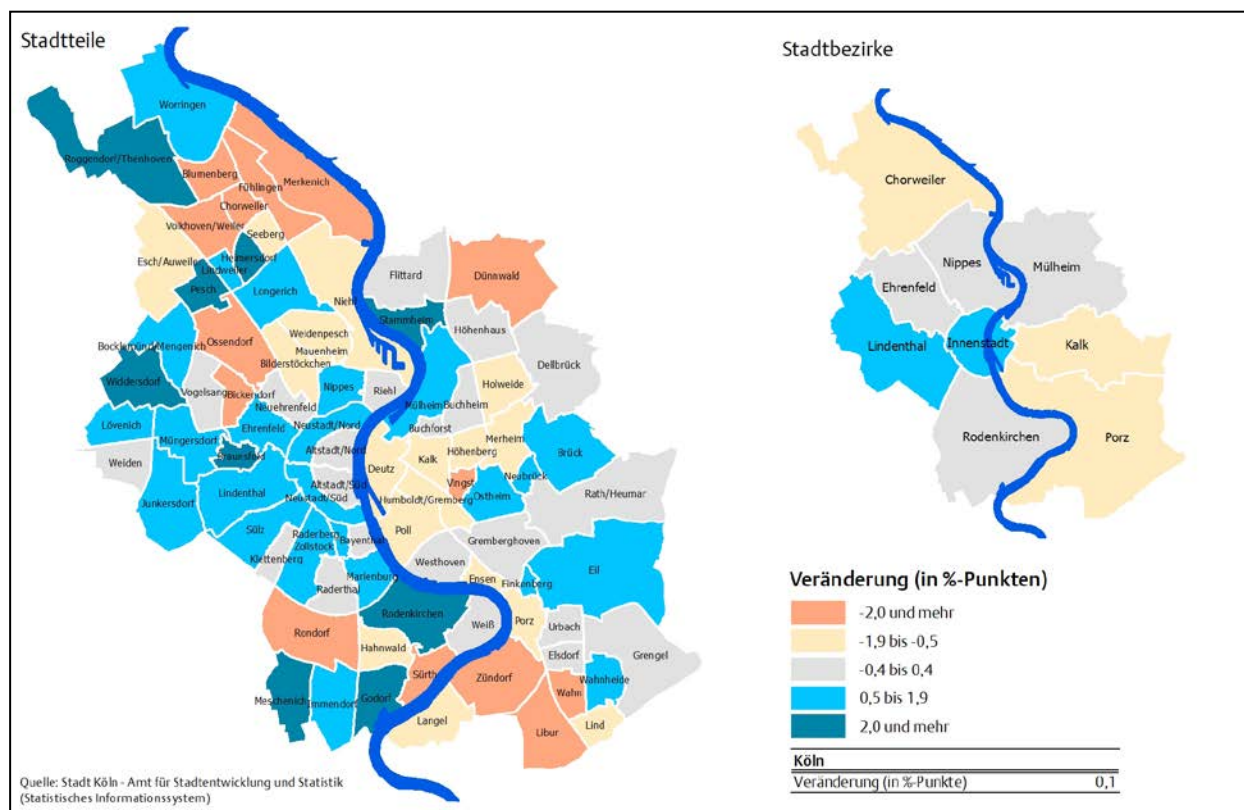 Stadtteile
Worringen
Roggendorf/Thenhoven
Blumenberg
Fühlingen
Merkenich
Chorweiler
Volkhoven/Weiler
Seeberg
Esch/Auweiler
Heimersdorf
Lindweiler
Pesch
Longerich
Niehl
Flittard
Dünnwald
Stammheim
Höhenhaus
Weidenpesch
Mauenheim
Bilderstöckchen
Ossendorf
Bocklemünd/Mengenich
Dellbrück
Widdersdorf
Vogelsang
Bickendorf
Neuehrenfeld
Nippes
Riehl
Mülheim
Buchheim
Holweide
Lövenich
Müngersdorf
Ehrenfeld
Neustadt/Nord
Buchforst
Weiden
Braunsfeld
Altstadt/Nord
Deutz
Kalk
Höhenberg
Merheim
Brück
Junkersdorf
Lindenthal
Altstadt/Süd
Neustadt/Süd
Vingst
Neubrück
Ostheim
Rath/Heumar
Humboldt/Gremberg
Sülz
Klettenberg
Raderberg
Zollstock
Bayenthal
Poll
Gremberghoven
Raderthal
Marienburg
Westhoven
Ensen
Finkenberg
Eil
Rodenkirchen
Weiß
Porz
Urbach
Elsdorf
Grengel
Rondorf
Hahnwald
Sürth
Zündorf
Wahn
Wahnheide
Meschenich
Immendorf
Godorf
Langel
Libur
Lind
Quelle: Stadt Köln - Amt für Stadtentwicklung und Statistik
(Statistisches Informationssystem)
Stadtbezirke
Chorweiler
Nippes
Mülheim
Ehrenfeld
Lindenthal
Innenstadt
Kalk
Rodenkirchen
Porz
Veränderung (in %-Punkten)
-2,0 und mehr
-1,9 bis -0,5
-0,4 bis 0,4
0,5 bis 1,9
2,0 und mehr
Köln
Veränderung (in %-Punkte) 0,1